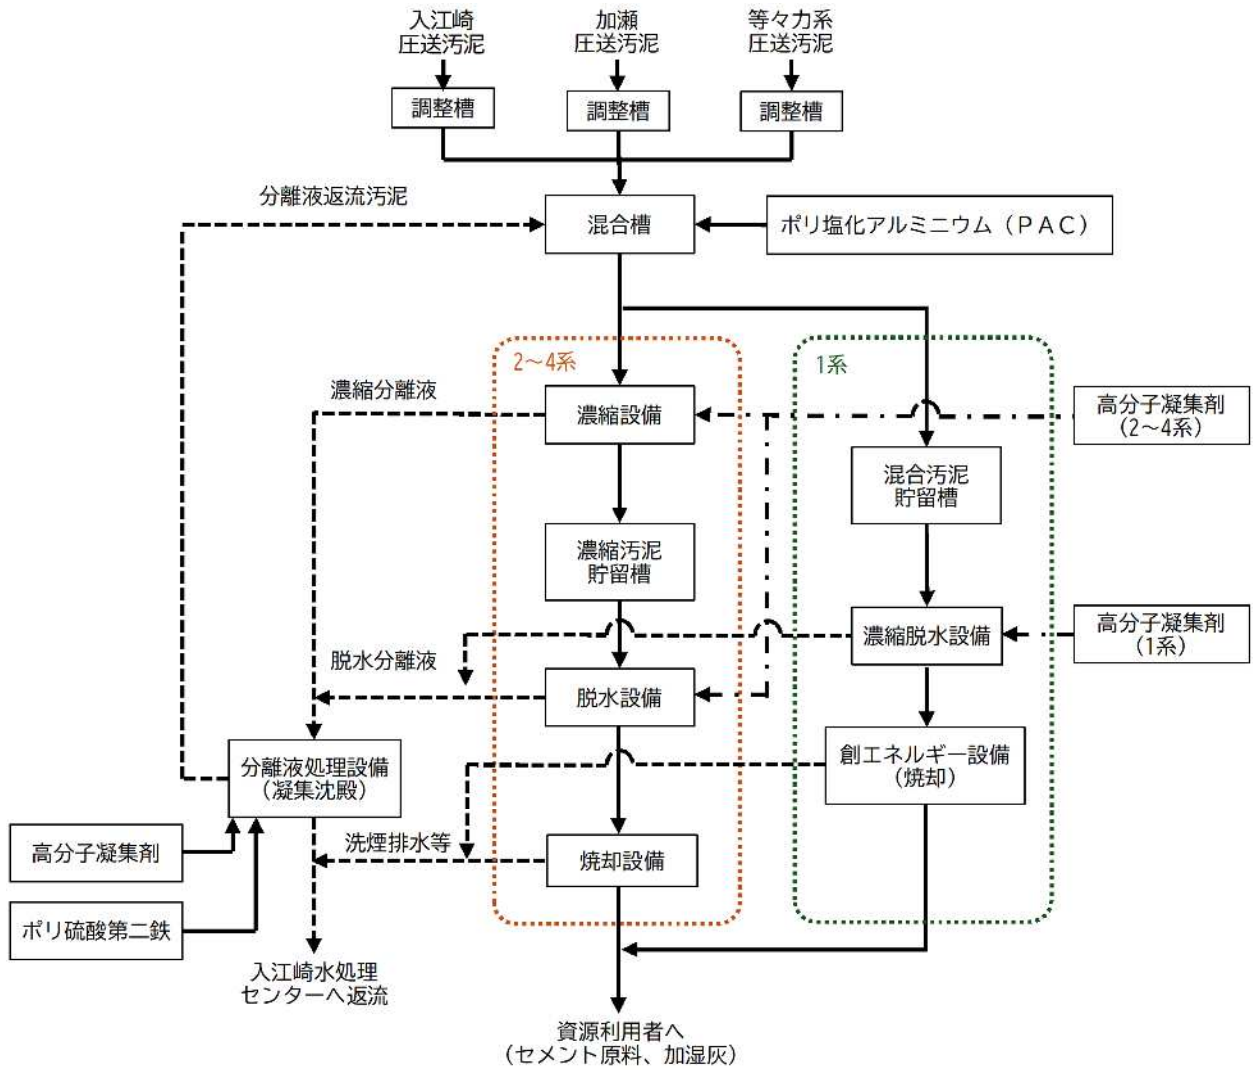 入江崎
圧送汚泥
加瀬
圧送汚泥
等々力系
圧送汚泥
調整槽
調整槽
調整槽
分離液返流汚泥
混合槽
ポリ塩化アルミニウム（ＰＡＣ）
2～4系
1系
濃縮分離液
濃縮設備
高分子凝集剤
(2～4系)
混合汚泥
貯留槽
濃縮汚泥
貯留槽
濃縮脱水設備
高分子凝集剤
(1系)
脱水分離液
脱水設備
分離液処理設備
（凝集沈殿）
創エネルギー設備
（焼却）
洗煙排水等
高分子凝集剤
焼却設備
ポリ硫酸第二鉄
入江崎水処理
センターへ返流
資源利用者へ
（セメント原料、加湿灰）